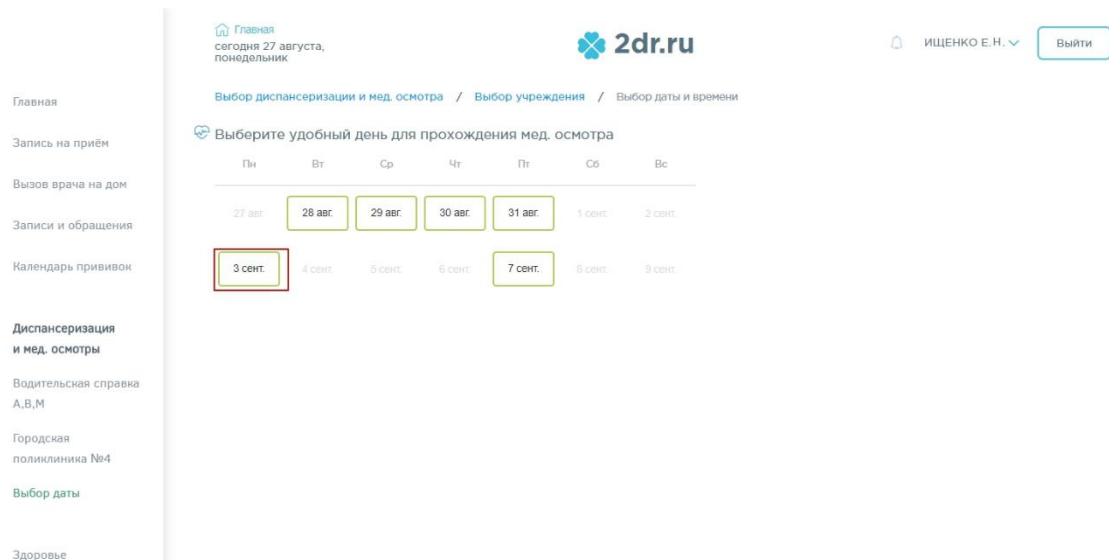 Главная
сегодня 27 августа,
понедельник
2dr.ru
ИЩЕНКО Е.Н.
Выйти
Выбор диспансеризации и мед. осмотра / Выбор учреждения / Выбор даты и времени
Выберите удобный день для прохождения мед. осмотра
Пн Вт Ср Чт Пт Сб Вс
27 авг. 28 авг. 29 авг. 30 авг. 31 авг. 1 сент. 2 сент.
3 сент. 4 сент. 5 сент. 6 сент. 7 сент. 8 сент. 9 сент.
Главная
Запись на приём
Вызов врача на дом
Записи и обращения
Календарь прививок
Диспансеризация
и мед. осмотры
Водительская справка
А,В,М
Городская
поликлиника №4
Выбор даты
Здоровье